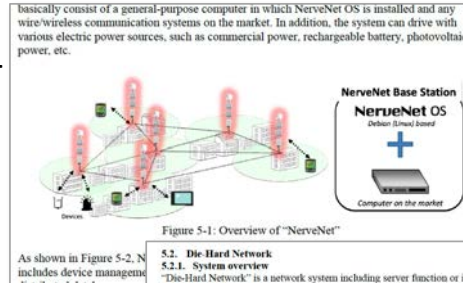 basically consist of a general-purpose computer in which NerveNet OS is installed and any
wire/wireless communication systems on the market. In addition, the system can drive with
various electric power sources, such as commercial power, rechargeable battery, photovoltaic
power, etc.
NerveNet Base Station
NerveNet OS
Debian (Linux) based
Computer on the market
Devices
Figure 5-1: Overview of "NerveNet"
As shown in Figure 5-2, N
includes device manageme
5.2. Die-Hard Network
5.2.1. System overview
"Die-Hard Network" is a network system including server function or i